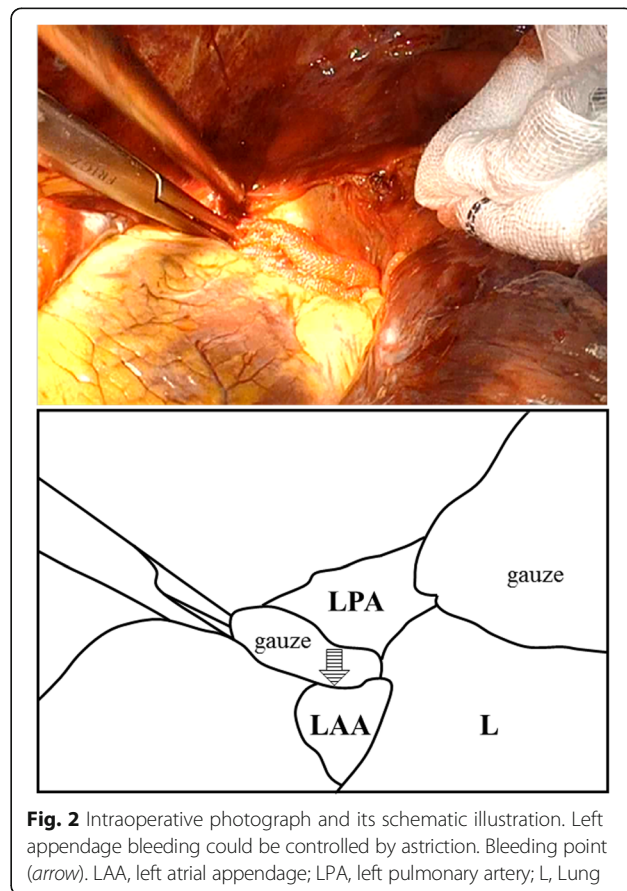 FRICZ
LPA
gauze
gauze
LAA
L
Fig. 2 Intraoperative photograph and its schematic illustration. Left
appendage bleeding could be controlled by astriction. Bleeding point
(arrow). LAA, left atrial appendage; LPA, left pulmonary artery; L, Lung